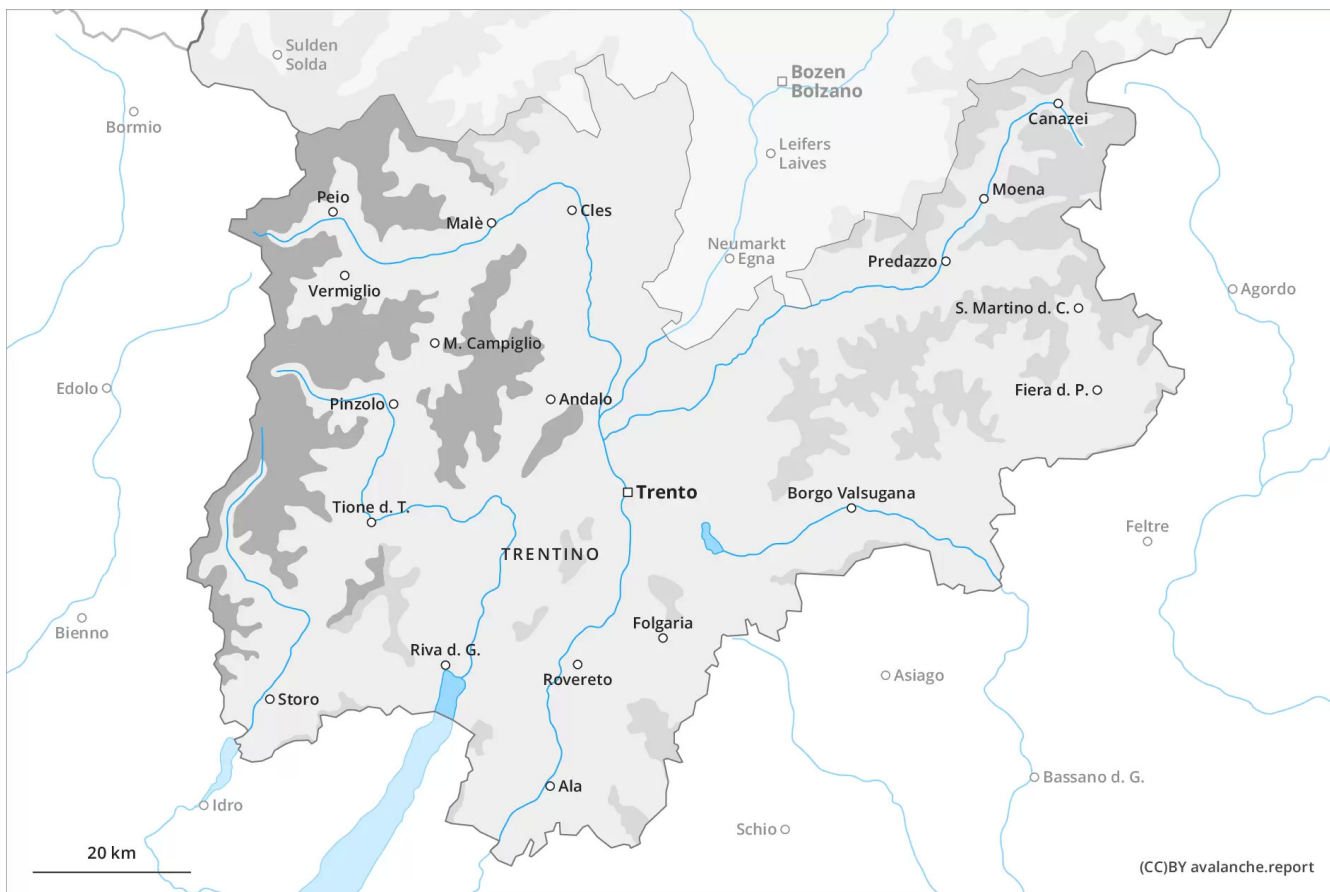 Sulden
Solda
Bozen
Bolzano
Bormio
Canazei
Leifers
Laives
Peio
Moena
Malè
Cles
Neumarkt
Egna
Predazzo
Vermiglio
Agordo
S. Martino d. C.
M. Campiglio
Edolo
Andalo
Fiera d. P.
Pinzolo
Trento
Borgo Valsugana
Tione d. T.
Feltre
TRENTINO
Bienno
Folgaria
Riva d. G.
Rovereto
Asiago
Storo
Bassano d. G.
Ala
Idro
Schio
20 km
(CC)BY avalanche.report